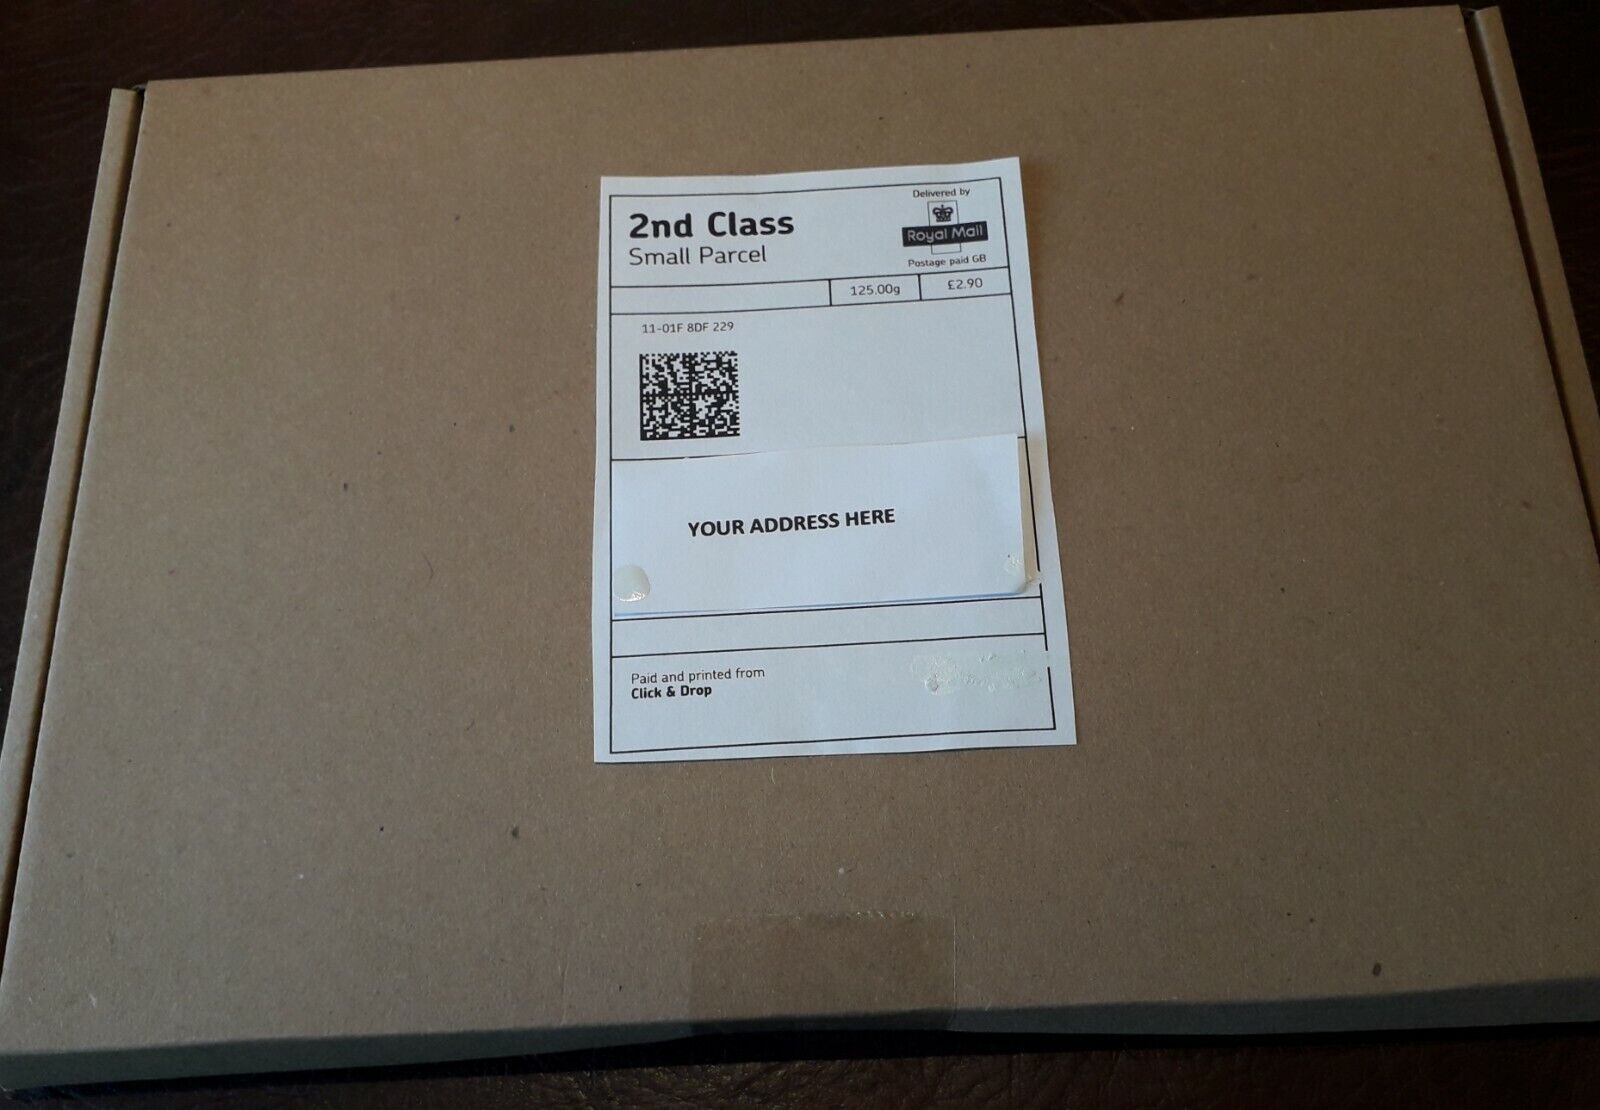 2nd Class
Small Parcel
Delivered by
Royal Mail
Postage paid GB
125.00g
£2.90
11-01F 8DF 229
YOUR ADDRESS HERE
Paid and printed from
Click & Drop